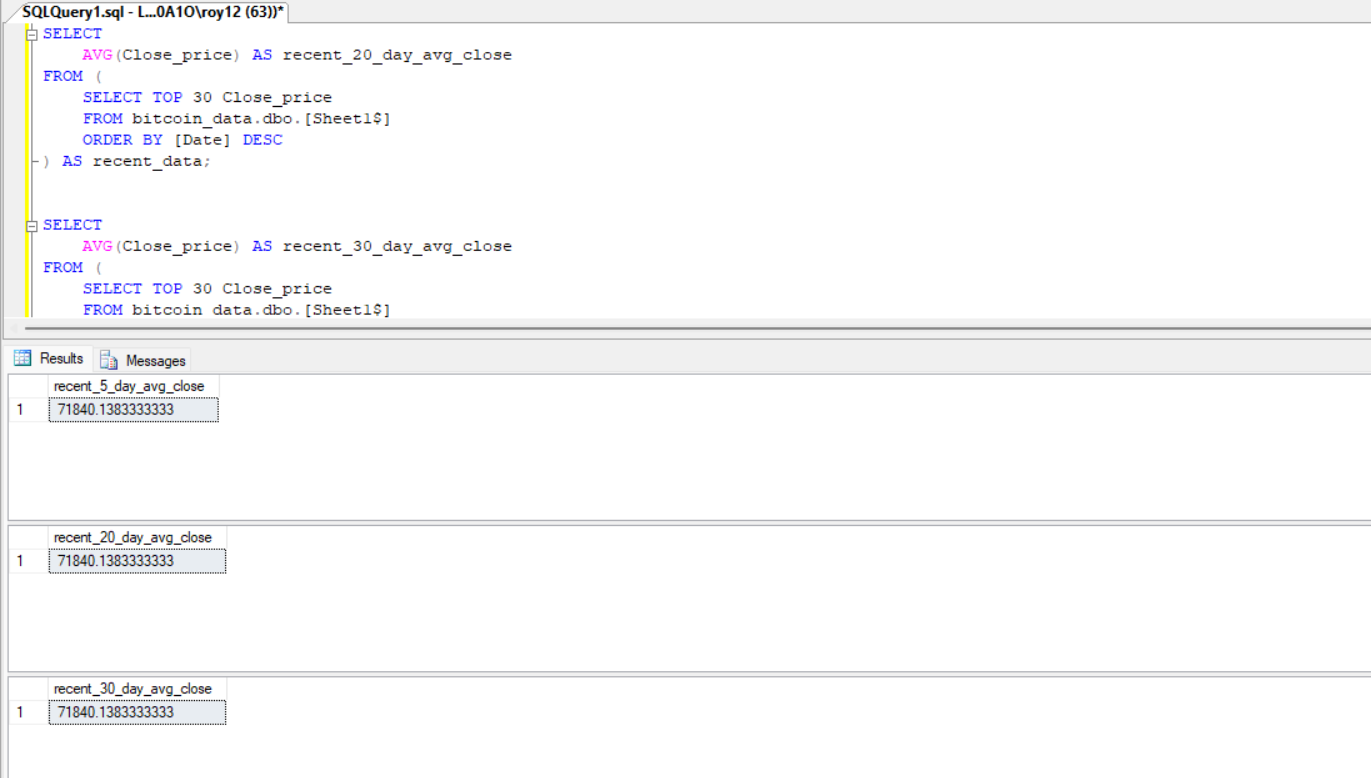 SQLQuery1.sql - L...0A1O\roy12 (63))*
SELECT
AVG(Close_price) AS recent_20_day_avg_close
FROM (
SELECT TOP 30 Close_price
FROM bitcoin_data.dbo.[Sheet1$]
ORDER BY [Date] DESC
) AS recent_data;
SELECT
AVG(Close_price) AS recent_30_day_avg_close
FROM (
SELECT TOP 30 Close_price
FROM bitcoin_data.dbo.[Sheet1$]
Results Messages
recent_5_day_avg_close
1 71840.1383333333
recent_20_day_avg_close
1 71840.1383333333
recent_30_day_avg_close
1 71840.1383333333